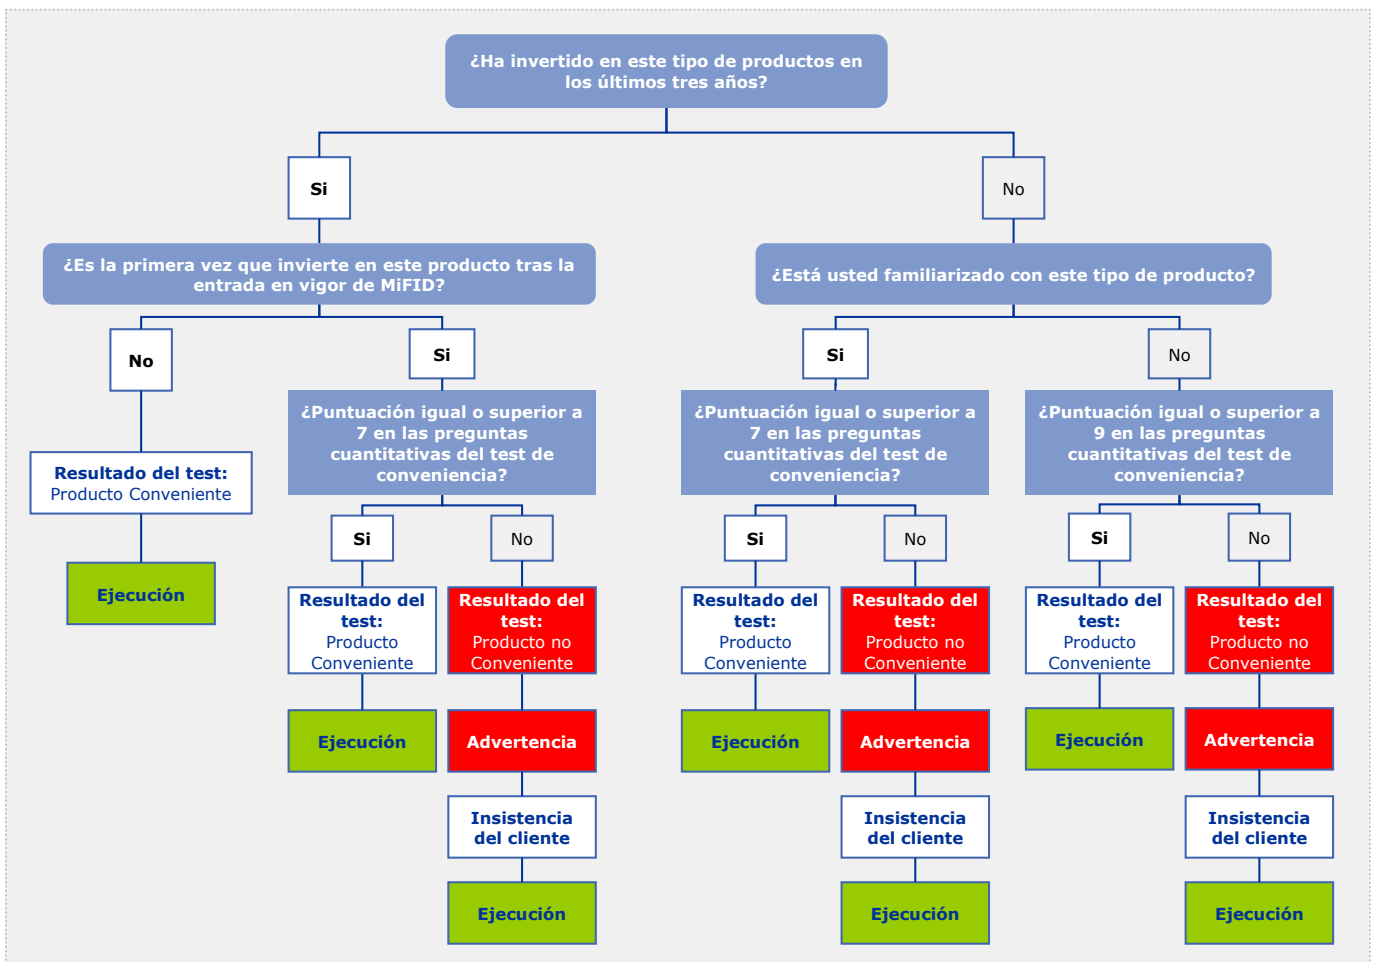 ¿Ha invertido en este tipo de productos en
los últimos tres años?
Si
No
¿Es la primera vez que invierte en este producto tras la
entrada en vigor de MiFID?
¿Está usted familiarizado con este tipo de producto?
No
Si
Si
No
Resultado del test:
Producto Conveniente
Ejecución
¿Puntuación igual o superior a
7 en las preguntas
cuantitativas del test de
conveniencia?
¿Puntuación igual o superior a
7 en las preguntas
cuantitativas del test de
conveniencia?
¿Puntuación igual o superior a
9 en las preguntas
cuantitativas del test de
conveniencia?
Si
No
Si
No
Si
No
Resultado del
test:
Producto
Conveniente
Resultado del
test:
Producto no
Conveniente
Resultado del
test:
Producto
Conveniente
Resultado del
test:
Producto no
Conveniente
Resultado del
test:
Producto
Conveniente
Resultado del
test:
Producto no
Conveniente
Ejecución
Advertencia
Ejecución
Advertencia
Ejecución
Advertencia
Insistencia
del cliente
Insistencia
del cliente
Insistencia
del cliente
Ejecución
Ejecución
Ejecución